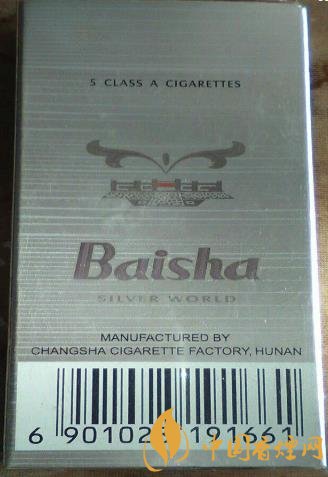 5 CLASS A CIGARETTES
Baisha
SILVER WORLD
MANUFACTURED BY
CHANGSHA CIGARETTE FACTORY, HUNAN
6 901028 191661
中国香烟网